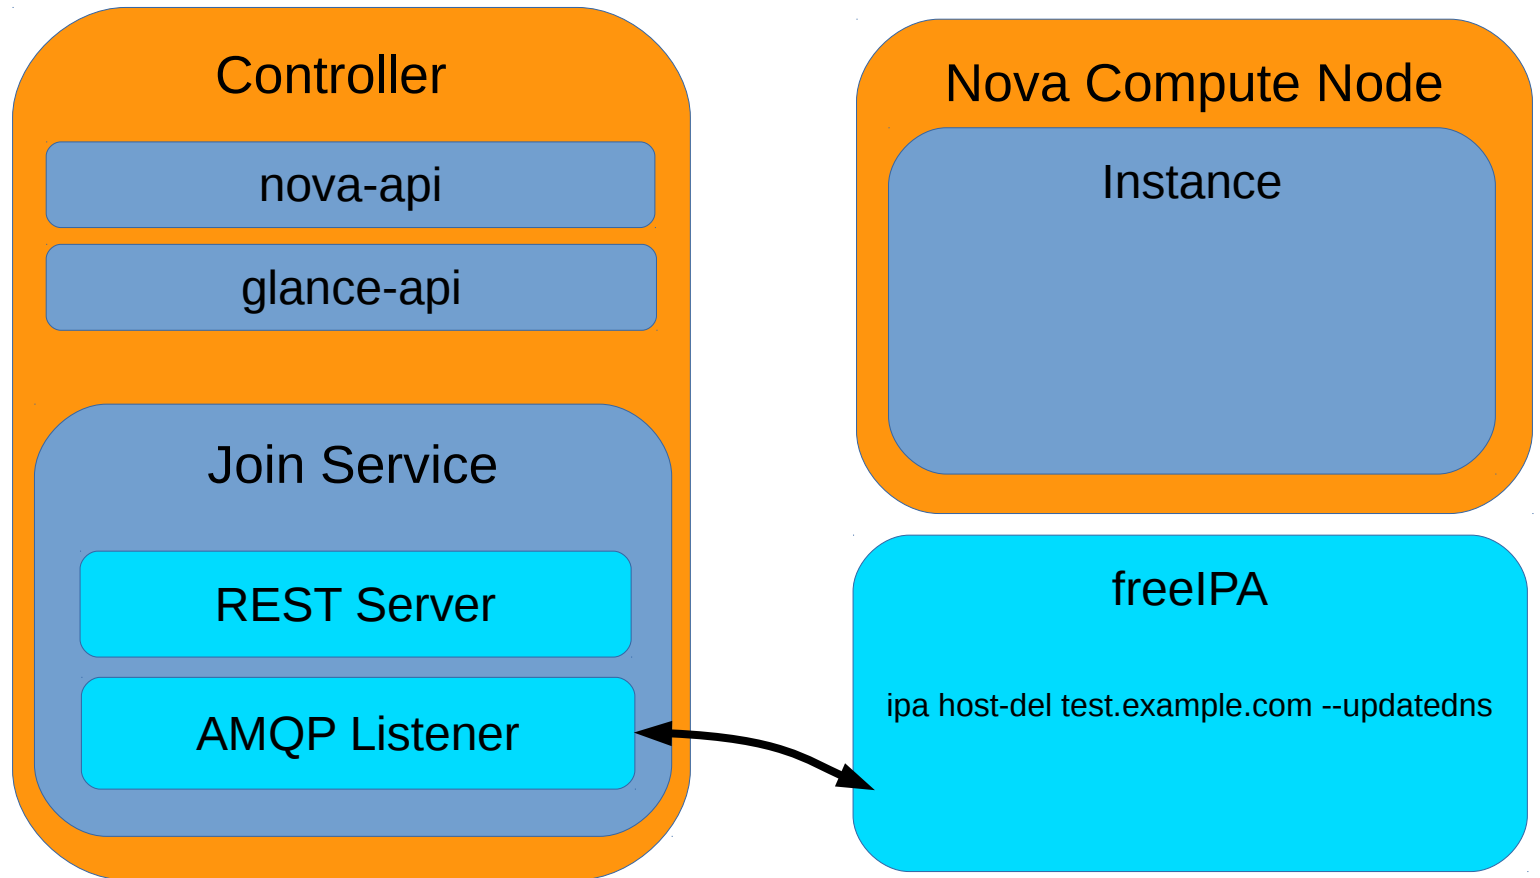 Controller
nova-api
glance-api
Join Service
REST Server
AMQP Listener
Nova Compute Node
Instance
freeIPA
ipa host-del test.example.com --updatedns